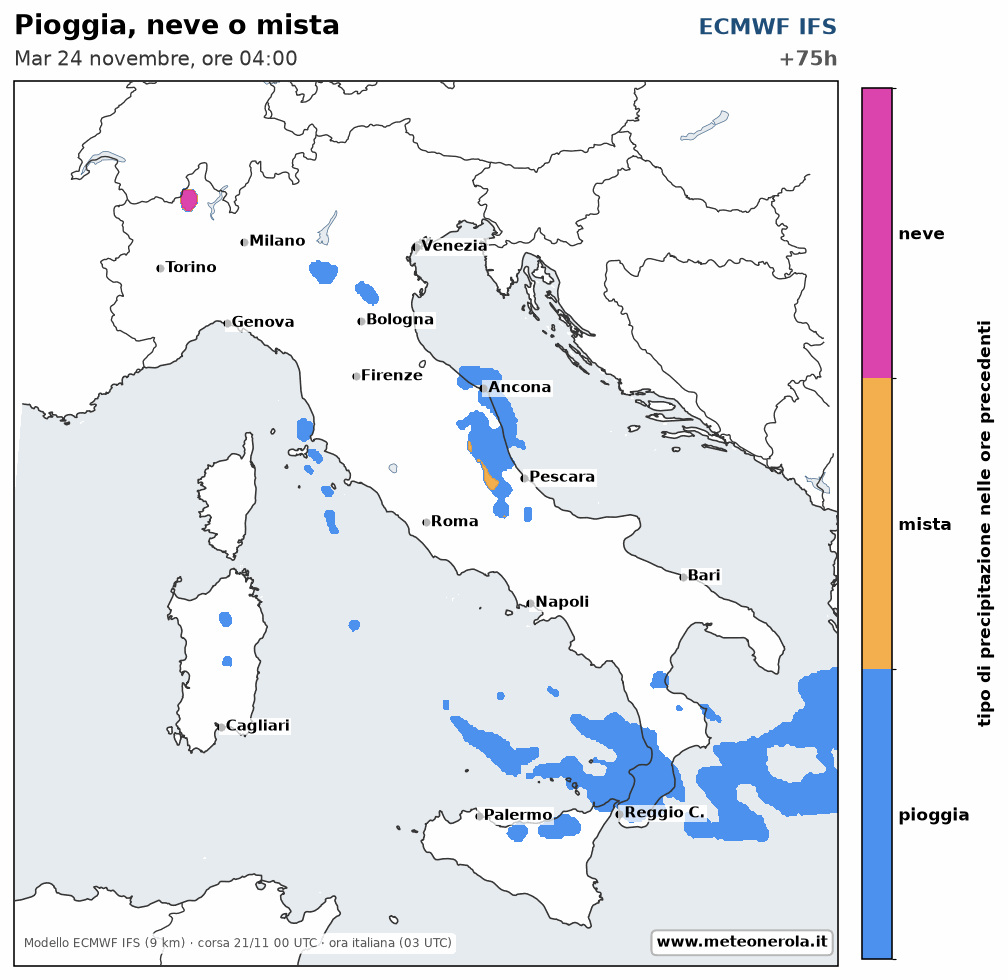 Pioggia, neve o mista
ECMWF IFS
Mar 24 novembre, ore 04:00
+75h
Milano
Venezia
Torino
Genova
Bologna
Firenze
Ancona
Pescara
Roma
Bari
Napoli
Cagliari
Palermo
Reggio C.
neve
mista
pioggia
tipo di precipitazione nelle ore precedenti
Modello ECMWF IFS (9 km) · corsa 21/11 00 UTC · ora italiana (03 UTC)
www.meteonerola.it